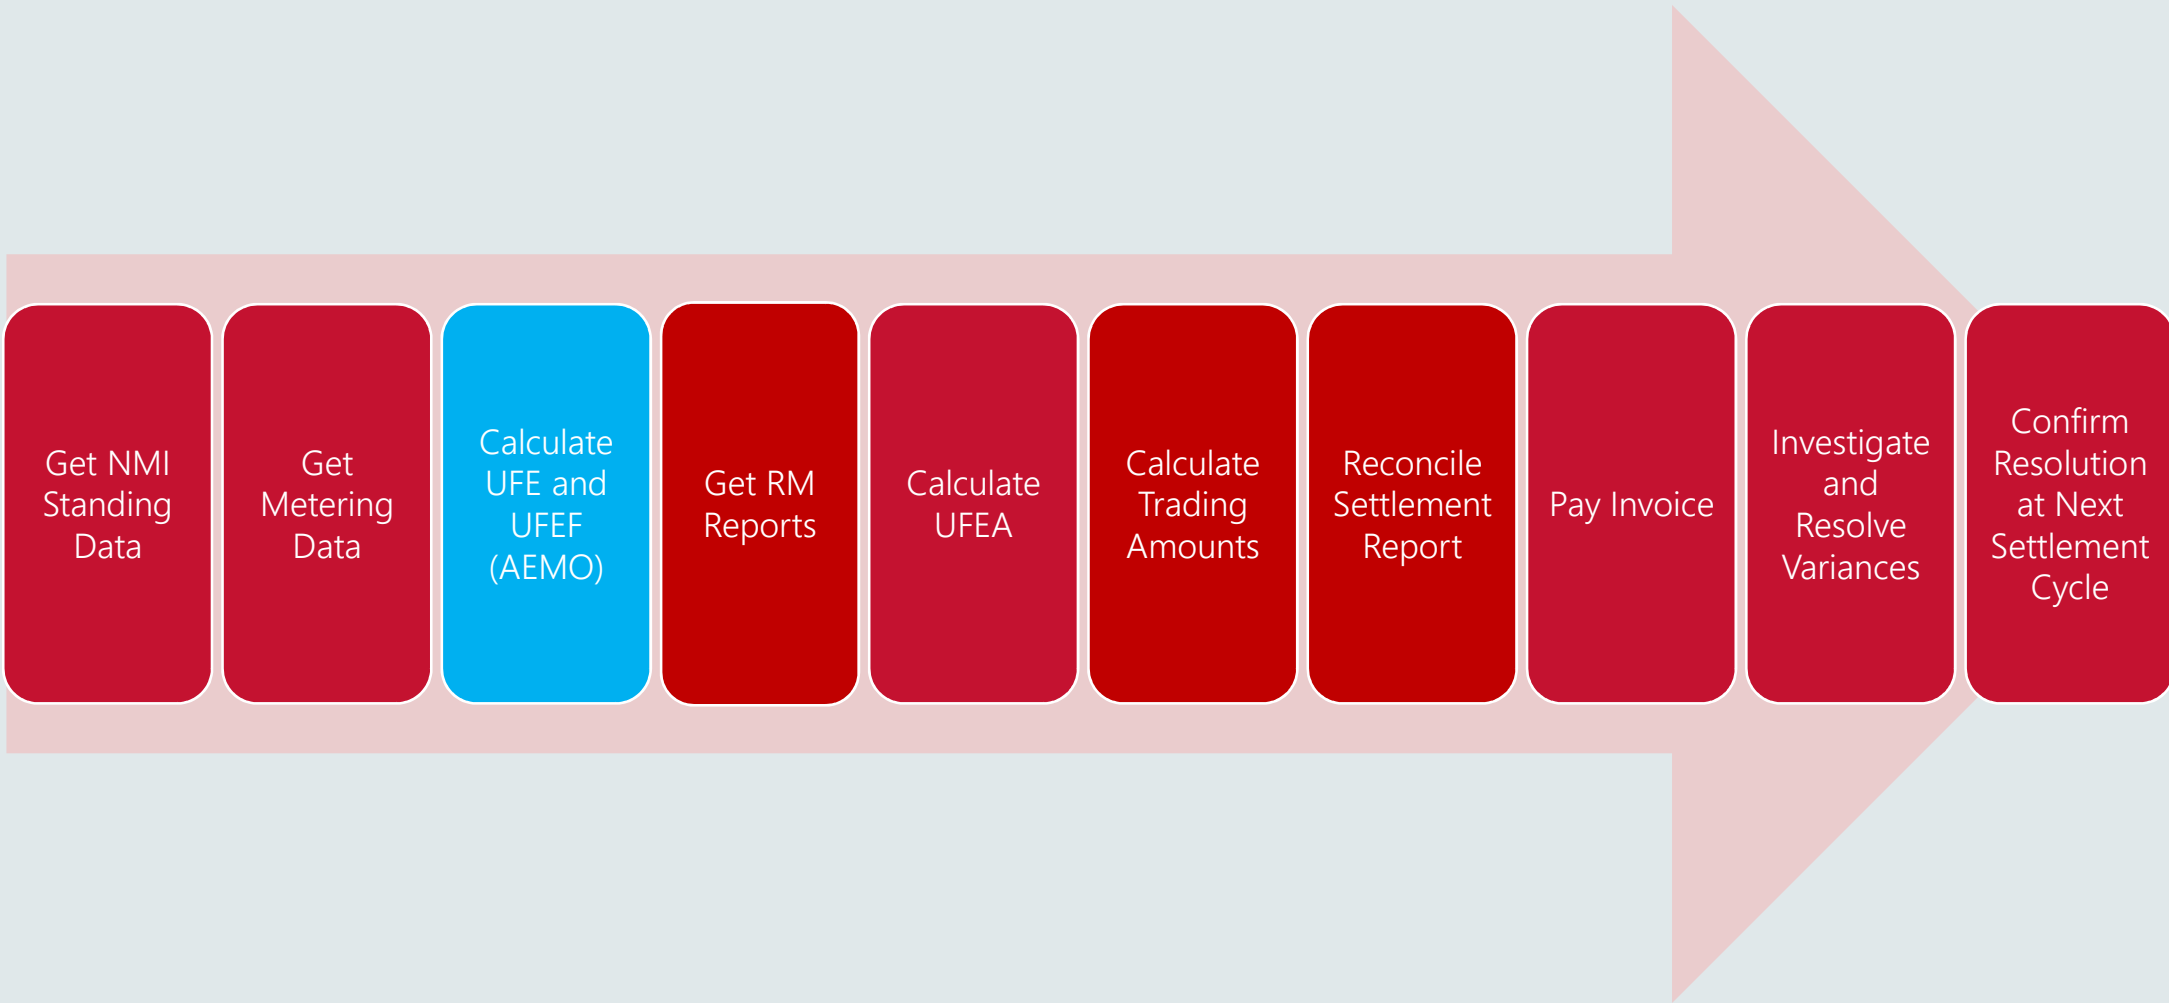 Get NMI
Standing
Data
Get
Metering
Data
Calculate
UFE and
UFEF
(AEMO)
Get RM
Reports
Calculate
UFEA
Calculate
Trading
Amounts
Reconcile
Settlement
Report
Pay Invoice
Investigate
and
Resolve
Variances
Confirm
Resolution
at Next
Settlement
Cycle